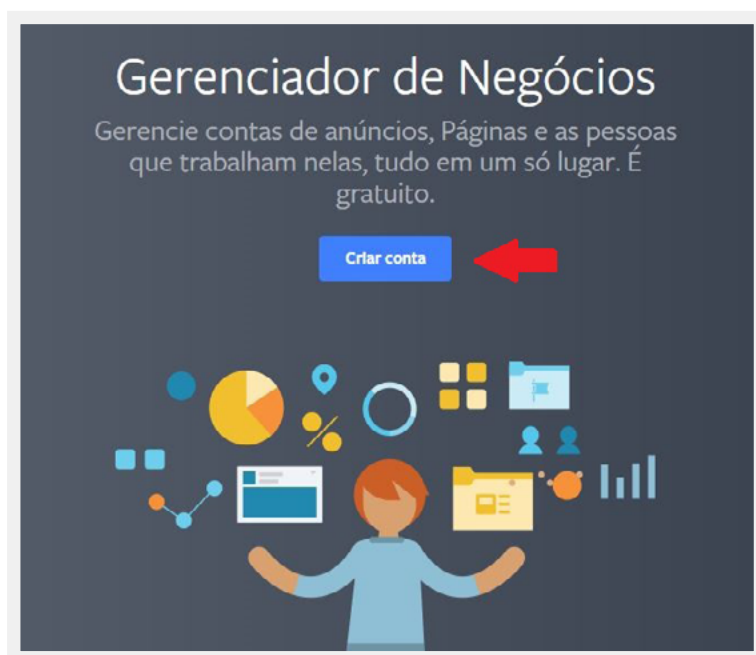 Gerenciador de Negócios
Gerencie contas de anúncios, Páginas e as pessoas
que trabalham nelas, tudo em um só lugar. É
gratuito.
Criar conta